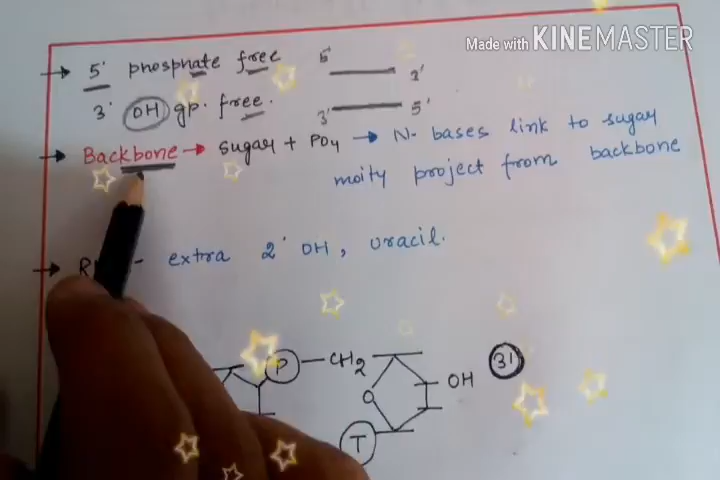 Made with KINEMASTER
→ 5' phosphate free 5' 3'
3' OH gp. free. 3' 5'
→ Backbone → sugar + PO4 → N- bases link to sugar
moity project from backbone
→ - extra 2' OH, uracil.
P — CH2 OH 3'
O
T